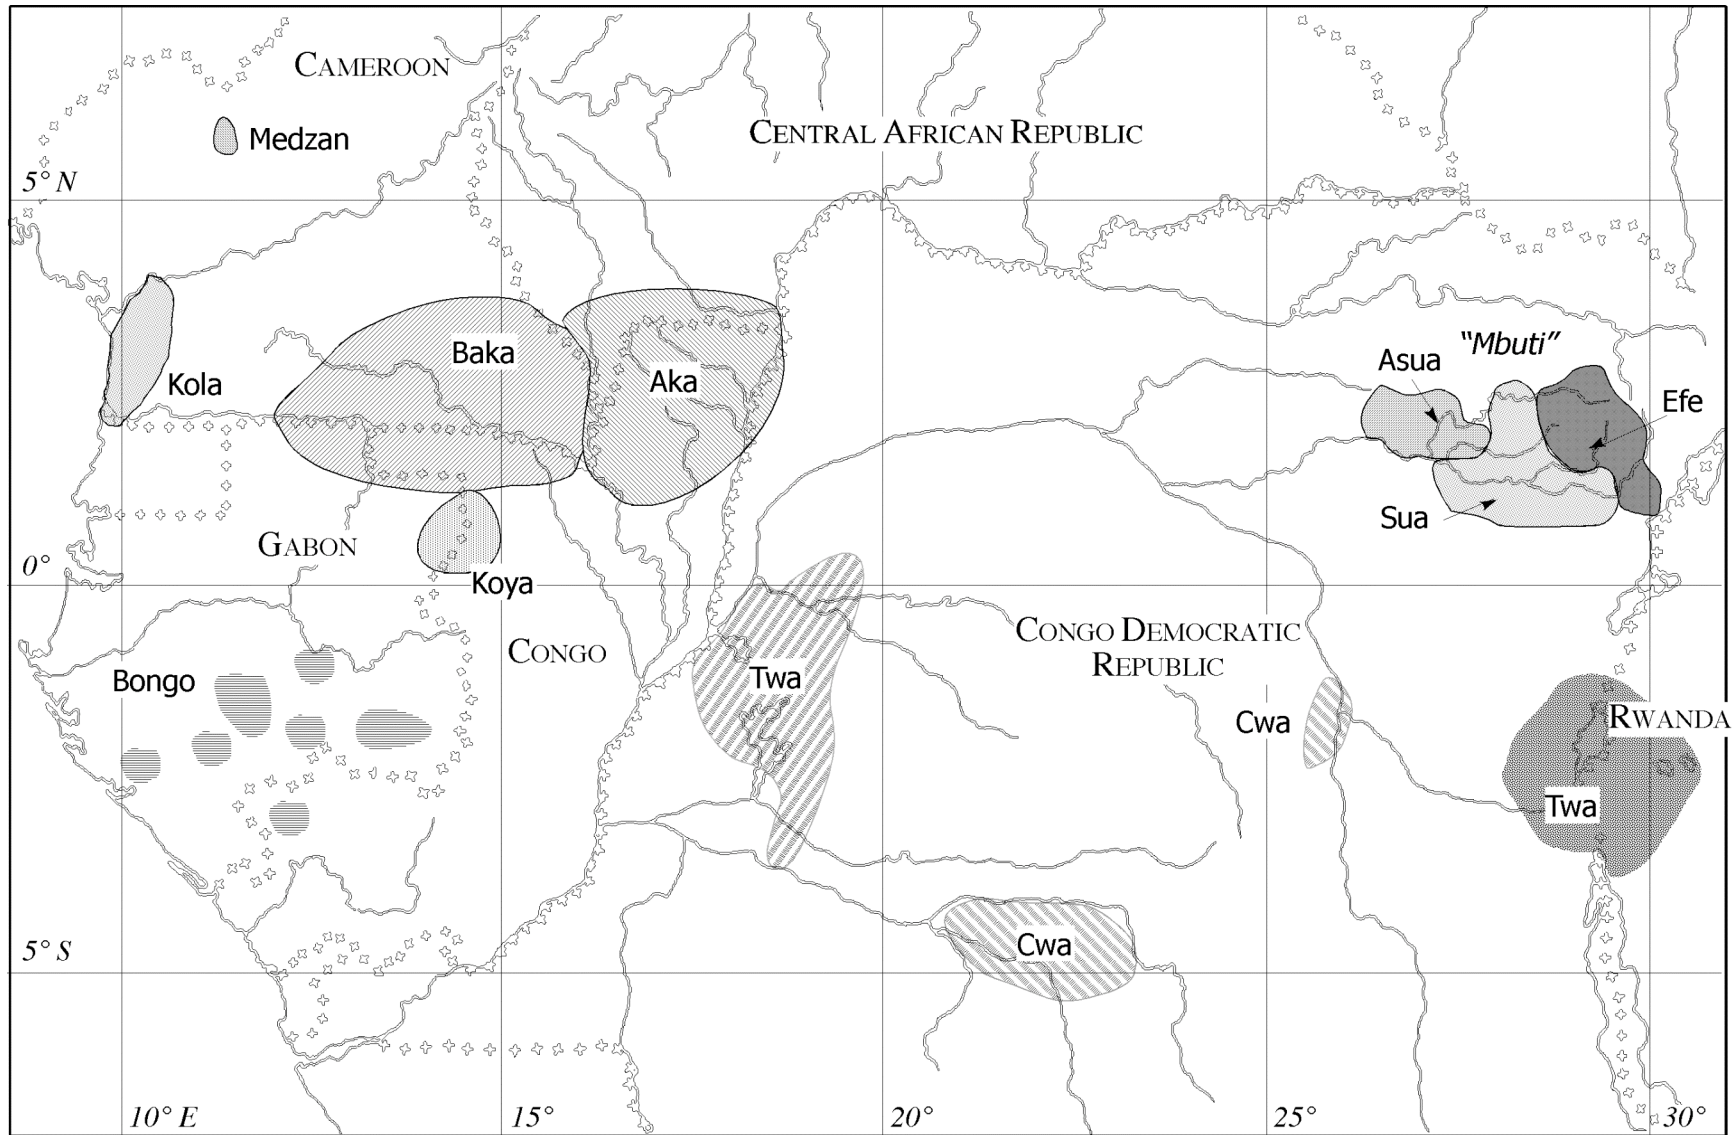 CAMEROON
CENTRAL AFRICAN REPUBLIC
Medzan
5° N
Baka
Aka
Kola
"Mbuti"
Asua
Efe
Sua
GABON
0°
Koya
CONGO
CONGO DEMOCRATIC
REPUBLIC
Bongo
Twa
Cwa
RWANDA
Twa
5° S
Cwa
10° E
15°
20°
25°
30°